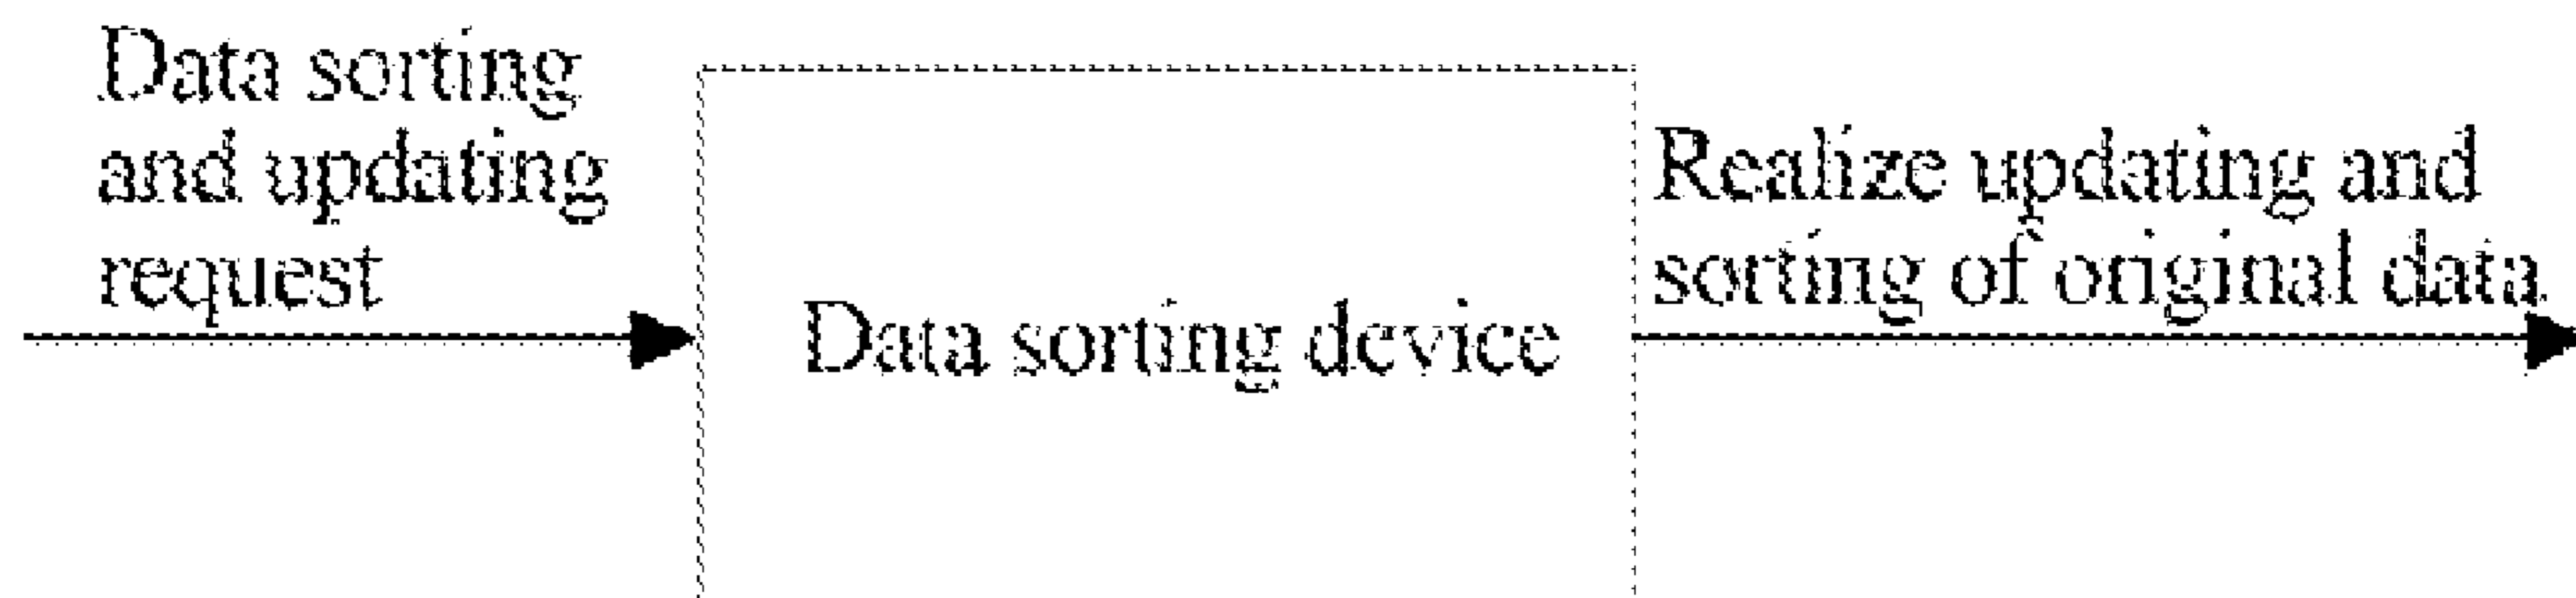 Data sorting
and updating
request
Data sorting device
Realize updating and
sorting of original data